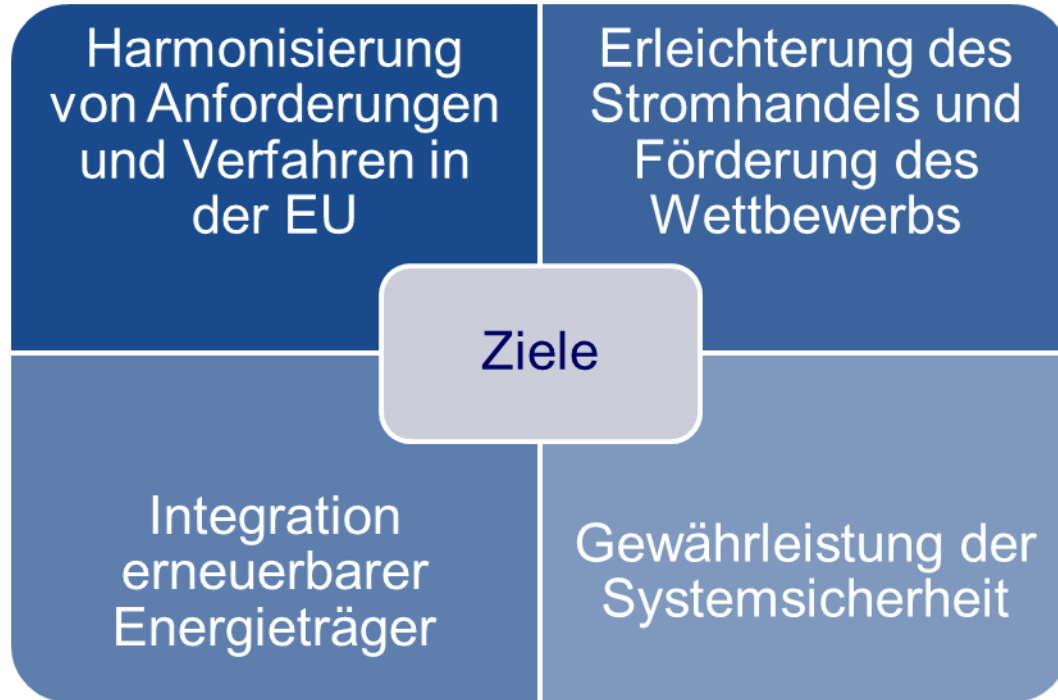 Harmonisierung
von Anforderungen
und Verfahren in
der EU
Erleichterung des
Stromhandels und
Förderung des
Wettbewerbs
Ziele
Integration
erneuerbarer
Energieträger
Gewährleistung der
Systemsicherheit